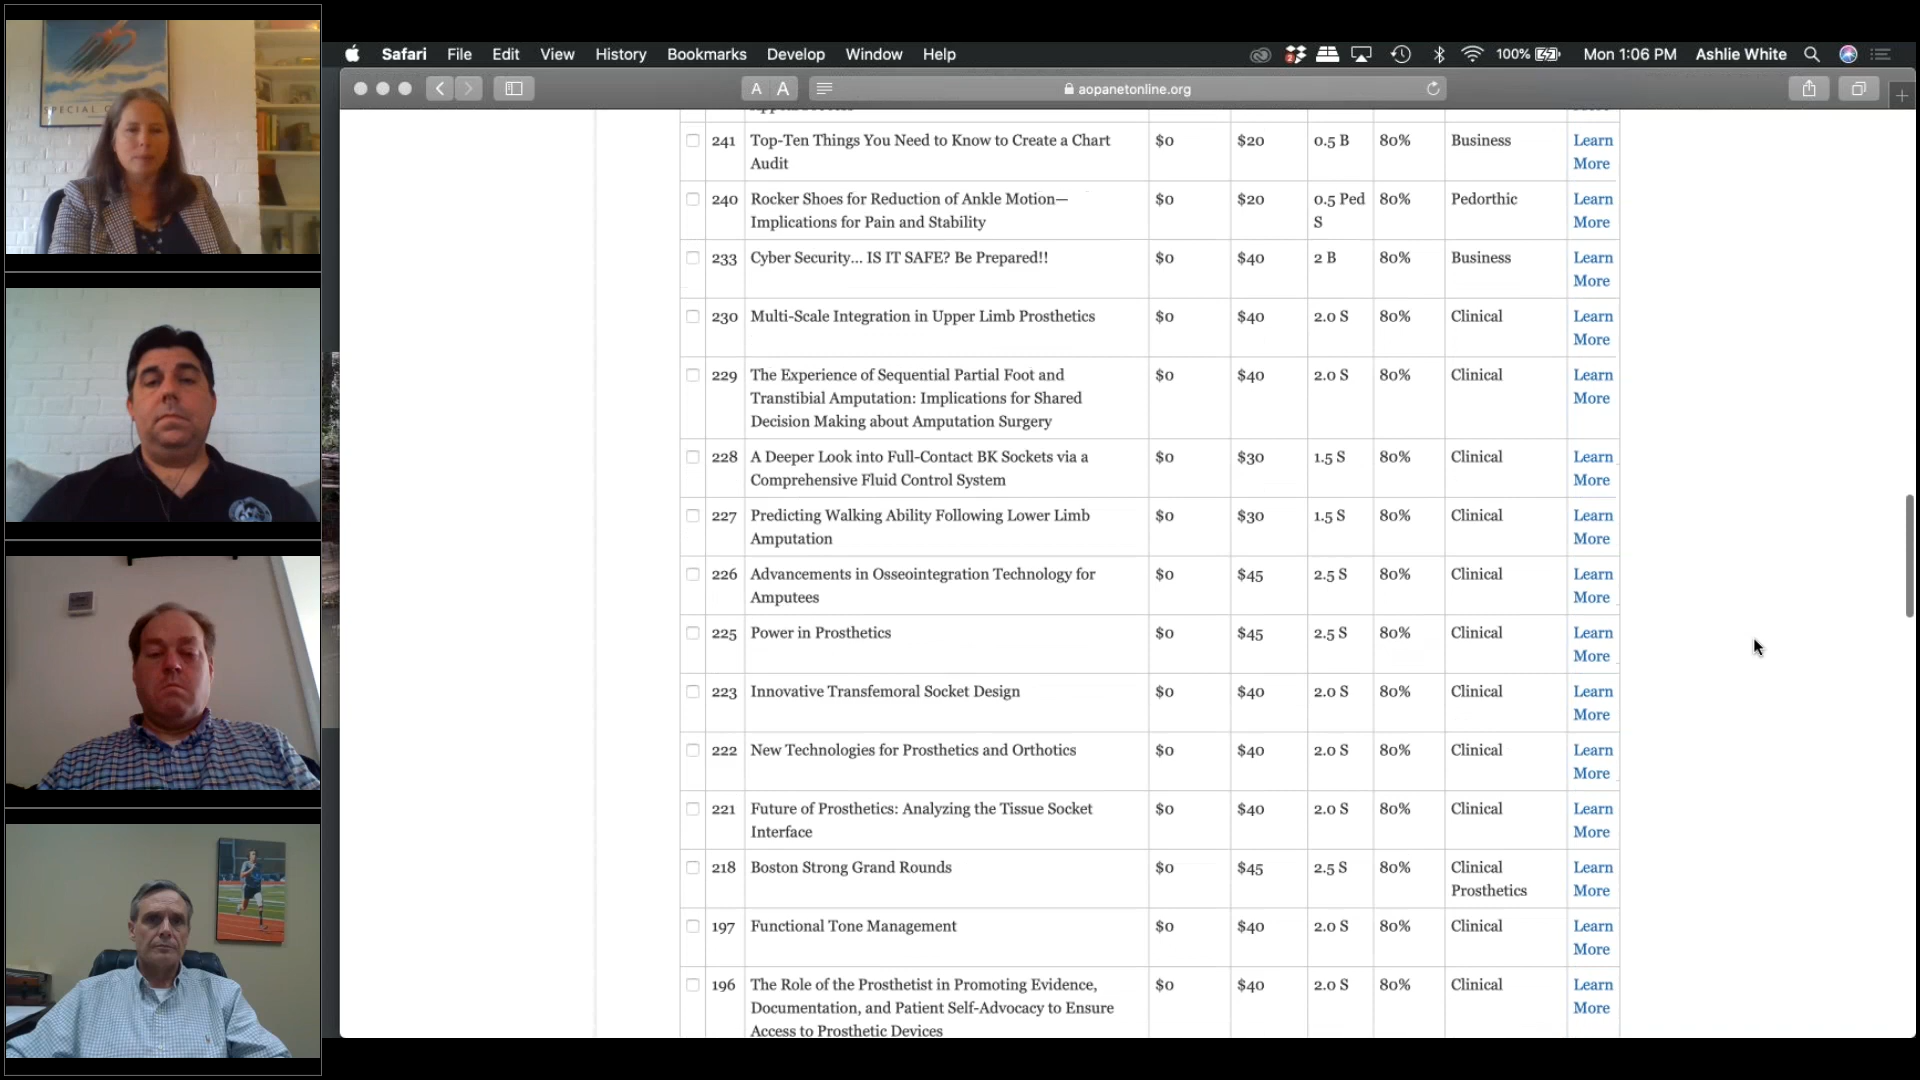 SPECIAL O
Safari File Edit View History Bookmarks Develop Window Help
100% Mon 1:06 PM Ashlie White
A A aopanetonline.org
241 Top-Ten Things You Need to Know to Create a Chart $0 $20 0.5 B 80% Business Learn
Audit More
240 Rocker Shoes for Reduction of Ankle Motion— $0 $20 0.5 Ped 80% Pedorthic Learn
Implications for Pain and Stability S More
233 Cyber Security... IS IT SAFE? Be Prepared!! $0 $40 2 B 80% Business Learn
More
230 Multi-Scale Integration in Upper Limb Prosthetics $0 $40 2.0 S 80% Clinical Learn
More
229 The Experience of Sequential Partial Foot and $0 $40 2.0 S 80% Clinical Learn
Transtibial Amputation: Implications for Shared More
Decision Making about Amputation Surgery
228 A Deeper Look into Full-Contact BK Sockets via a $0 $30 1.5 S 80% Clinical Learn
Comprehensive Fluid Control System More
227 Predicting Walking Ability Following Lower Limb $0 $30 1.5 S 80% Clinical Learn
Amputation More
226 Advancements in Osseointegration Technology for $0 $45 2.5 S 80% Clinical Learn
Amputees More
225 Power in Prosthetics $0 $45 2.5 S 80% Clinical Learn
More
223 Innovative Transfemoral Socket Design $0 $40 2.0 S 80% Clinical Learn
More
222 New Technologies for Prosthetics and Orthotics $0 $40 2.0 S 80% Clinical Learn
More
221 Future of Prosthetics: Analyzing the Tissue Socket $0 $40 2.0 S 80% Clinical Learn
Interface More
218 Boston Strong Grand Rounds $0 $45 2.5 S 80% Clinical Learn
Prosthetics More
197 Functional Tone Management $0 $40 2.0 S 80% Clinical Learn
More
196 The Role of the Prosthetist in Promoting Evidence, $0 $40 2.0 S 80% Clinical Learn
Documentation, and Patient Self-Advocacy to Ensure More
Access to Prosthetic Devices